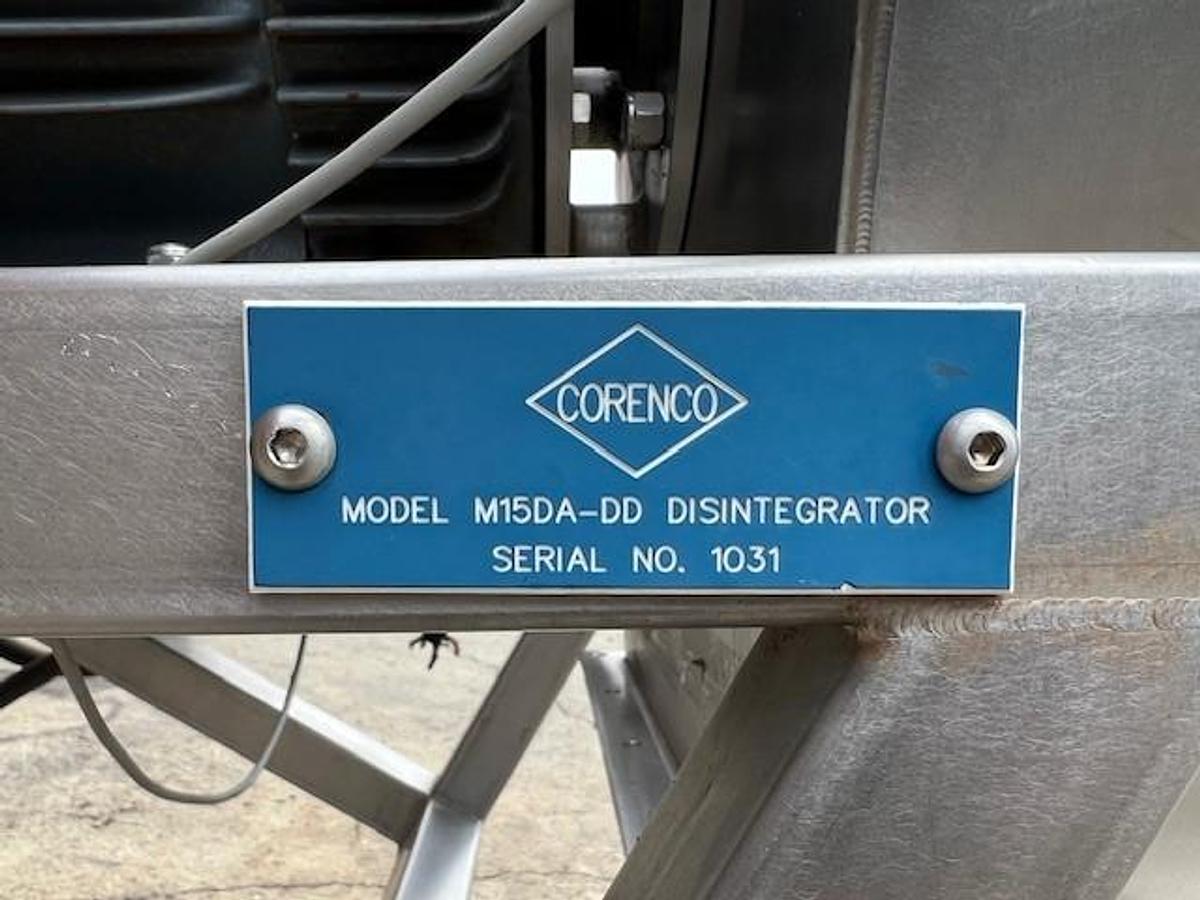 CORENCO
MODEL M15DA-DD DISINTEGRATOR
SERIAL NO. 1031